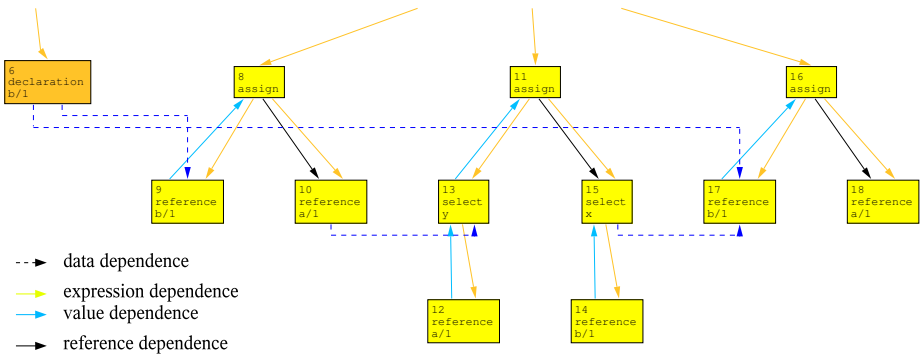 6
declaration
b/1
8
assign
11
assign
16
assign
9
reference
b/1
10
reference
a/1
13
select
y
15
select
x
17
reference
b/1
18
reference
a/1
12
reference
a/1
14
reference
b/1
data dependence
expression dependence
value dependence
reference dependence